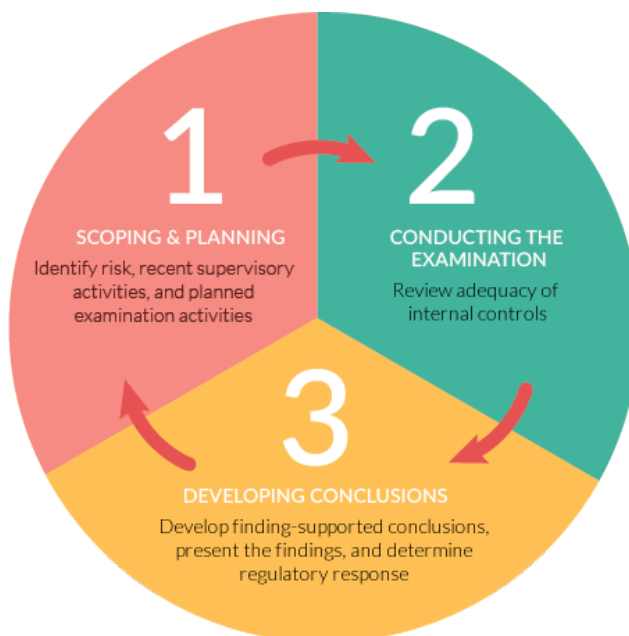 1
SCOPING & PLANNING
Identify risk, recent supervisory
activities, and planned
examination activities
2
CONDUCTING THE
EXAMINATION
Review adequacy of
internal controls
3
DEVELOPING CONCLUSIONS
Develop finding-supported conclusions,
present the findings, and determine
regulatory response